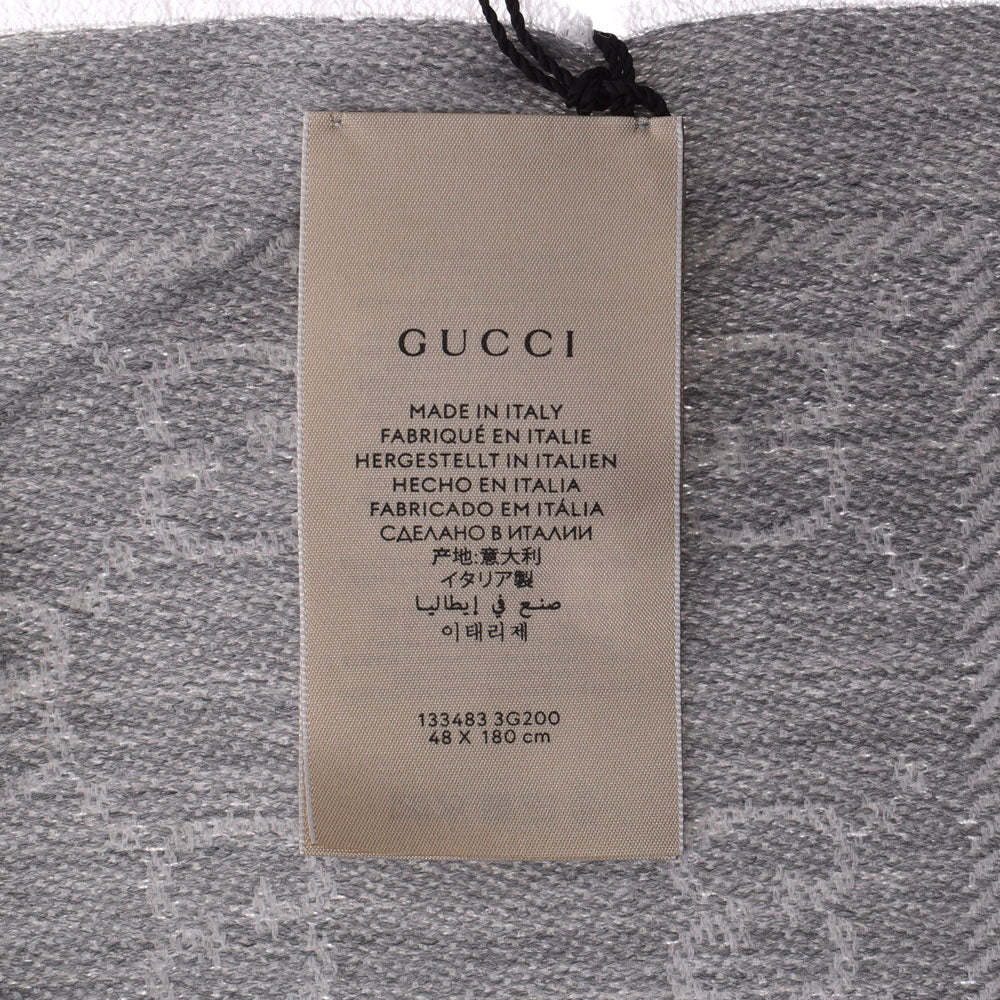 GUCCI
MADE IN ITALY
FABRIQUÉ EN ITALIE
HERGESTELLT IN ITALIEN
HECHO EN ITALIA
FABRICADO EM ITÁLIA
СДЕЛАНО В ИТАЛИИ
产地:意大利
イタリア製
صنع في إيطاليا
이태리제
133483 3G200
48 X 180 cm